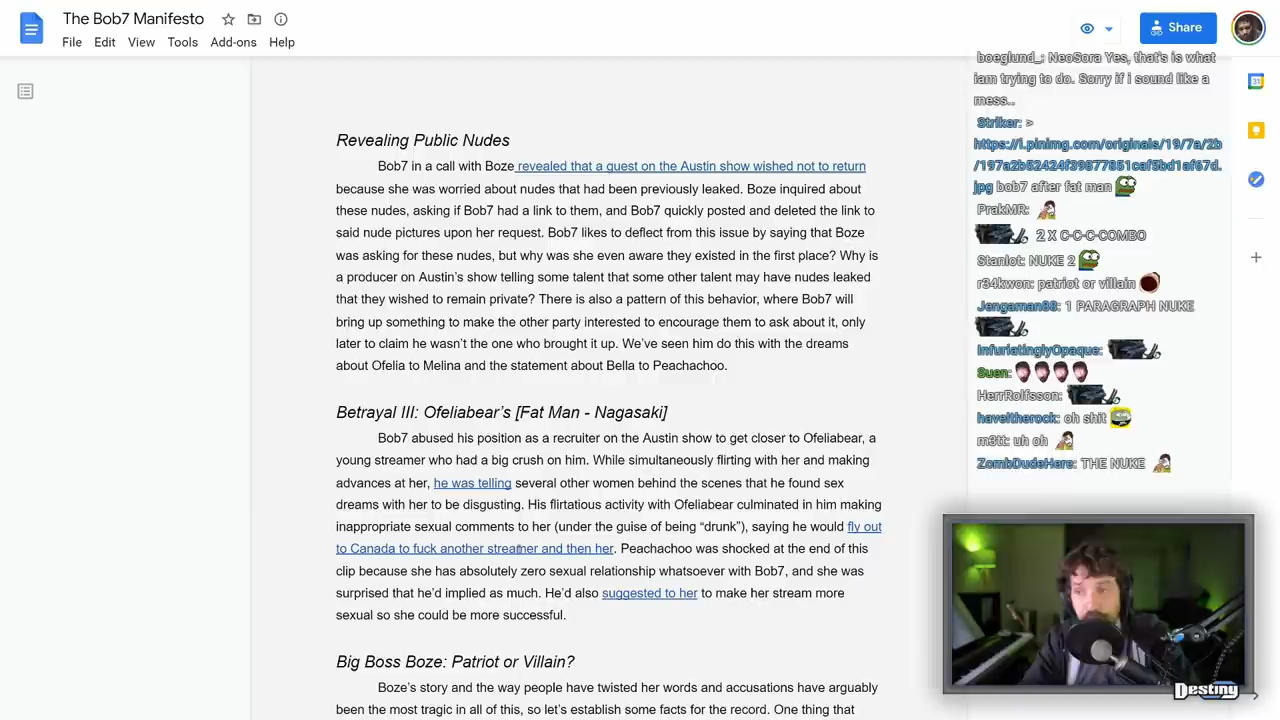 The Bob7 Manifesto
File Edit View Tools Add-ons Help
Share
Revealing Public Nudes
Bob7 in a call with Boze revealed that a guest on the Austin show wished not to return
because she was worried about nudes that had been previously leaked. Boze inquired about
these nudes, asking if Bob7 had a link to them, and Bob7 quickly posted and deleted the link to
said nude pictures upon her request. Bob7 likes to deflect from this issue by saying that Boze
was asking for these nudes, but why was she even aware they existed in the first place? Why is
a producer on Austin's show telling some talent that some other talent may have nudes leaked
that they wished to remain private? There is also a pattern of this behavior, where Bob7 will
bring up something to make the other party interested to encourage them to ask about it, only
later to claim he wasn't the one who brought it up. We've seen him do this with the dreams
about Ofelia to Melina and the statement about Bella to Peachachoo.
Betrayal III: Ofeliabear's [Fat Man - Nagasaki]
Bob7 abused his position as a recruiter on the Austin show to get closer to Ofeliabear, a
young streamer who had a big crush on him. While simultaneously flirting with her and making
advances at her, he was telling several other women behind the scenes that he found sex
dreams with her to be disgusting. His flirtatious activity with Ofeliabear culminated in him making
inappropriate sexual comments to her (under the guise of being “drunk”), saying he would fly out
to Canada to fuck another streamer and then her. Peachachoo was shocked at the end of this
clip because she has absolutely zero sexual relationship whatsoever with Bob7, and she was
surprised that he'd implied as much. He'd also suggested to her to make her stream more
sexual so she could be more successful.
Big Boss Boze: Patriot or Villain?
Boze's story and the way people have twisted her words and accusations have arguably
been the most tragic in all of this, so let's establish some facts for the record. One thing that
boeglund_: NeoSora Yes, that's is what
iam trying to do. Sorry if i sound like a
mess..
Striker: >
https://i.pinimg.com/originals/19/7a/2b
/197a2b82424f39877851caf5bd1af67d.
jpg bob7 after fat man
PrakMR:
2 X C-C-C-COMBO
Stanlot: NUKE 2
r34kwon: patriot or villain
Jengaman88: 1 PARAGRAPH NUKE
InfuriatinglyOpaque:
Suen:
HerrRolfsson:
haveitherock: oh shit
m3tt: uh oh
ZombDudeHere: THE NUKE
31
Destiny